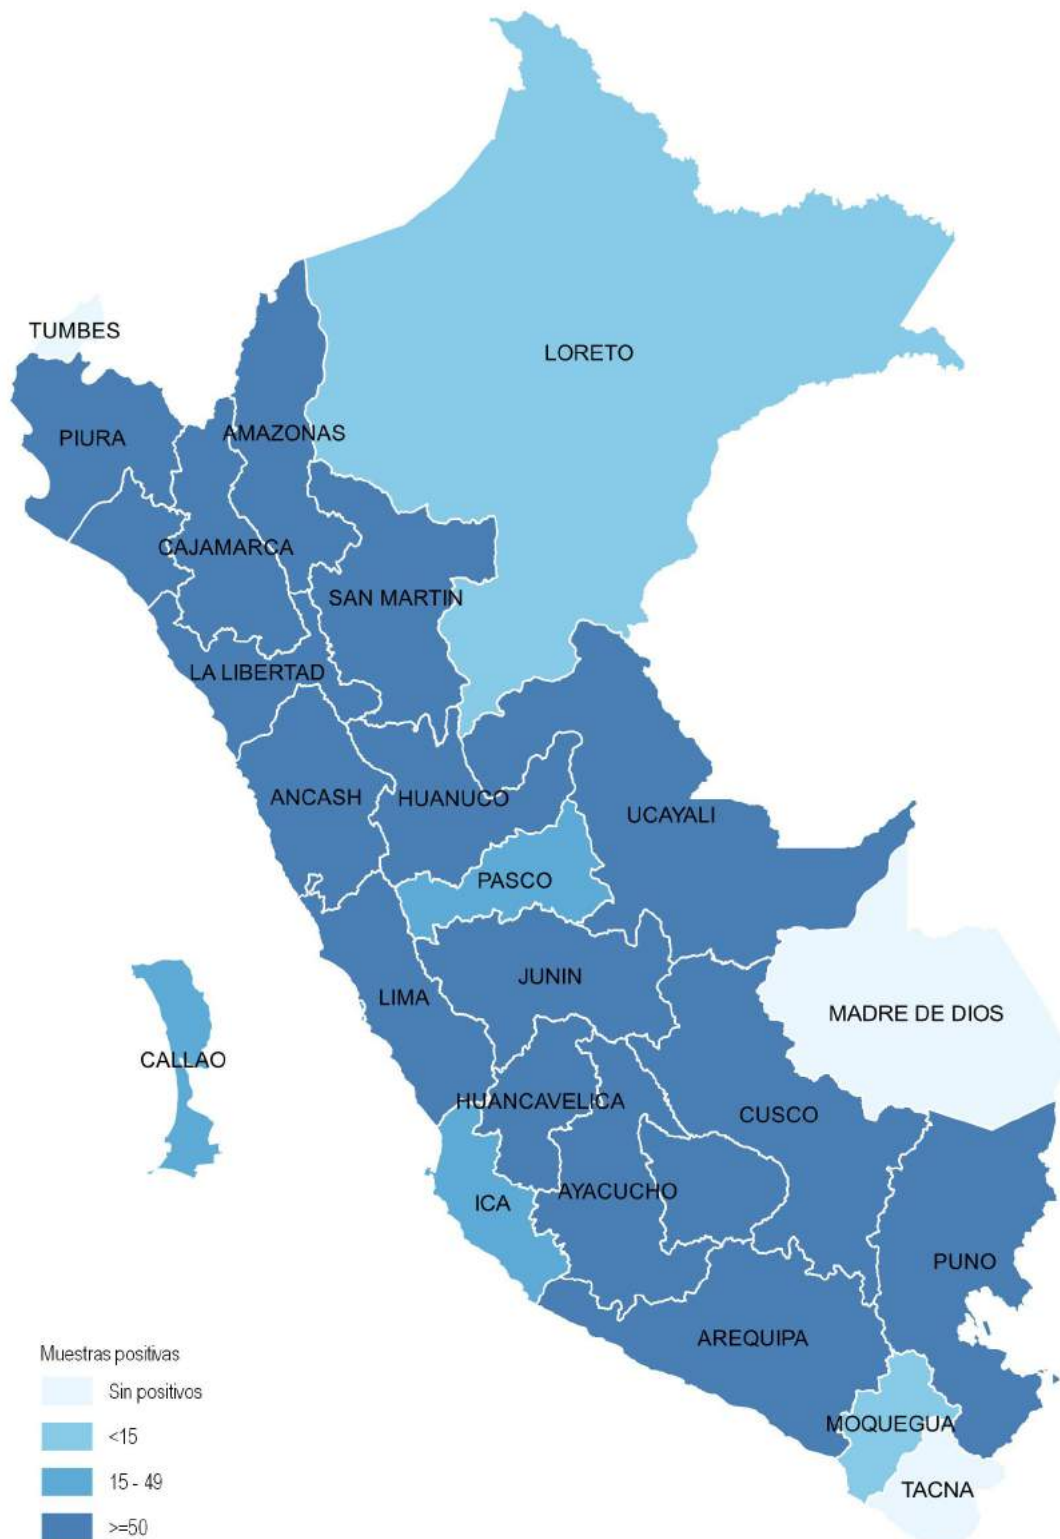 LORETO
TUMBES
AMAZONAS
PIURA
CAJAMARCA
SAN MARTIN
LA LIBERTAD
ANCASH
HUANUCO
UCAYALI
PASCO
JUNIN
LIMA
MADRE DE DIOS
CALLAO
HUANCAVELICA
CUSCO
AYACUCHO
ICA
PUNO
AREQUIPA
MOQUEGUA
TACNA
Muestras positivas
Sin positivos
<15
15 - 49
>=50